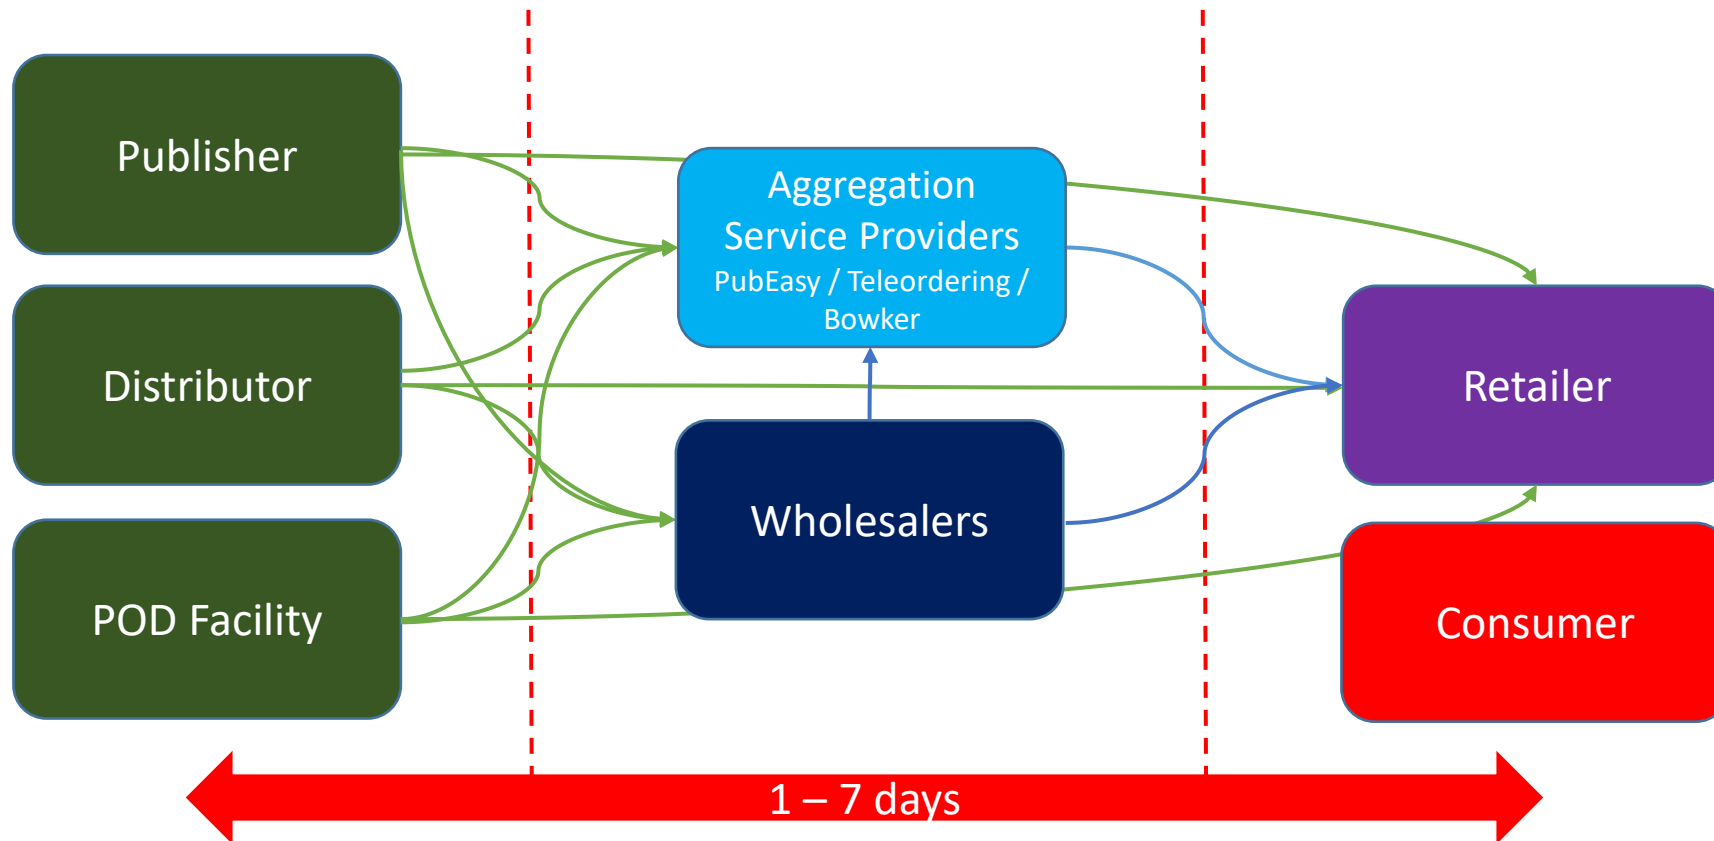 Publisher
Distributor
POD Facility
Aggregation
Service Providers
PubEasy / Teleordering /
Bowker
Wholesalers
Retailer
Consumer
1 – 7 days